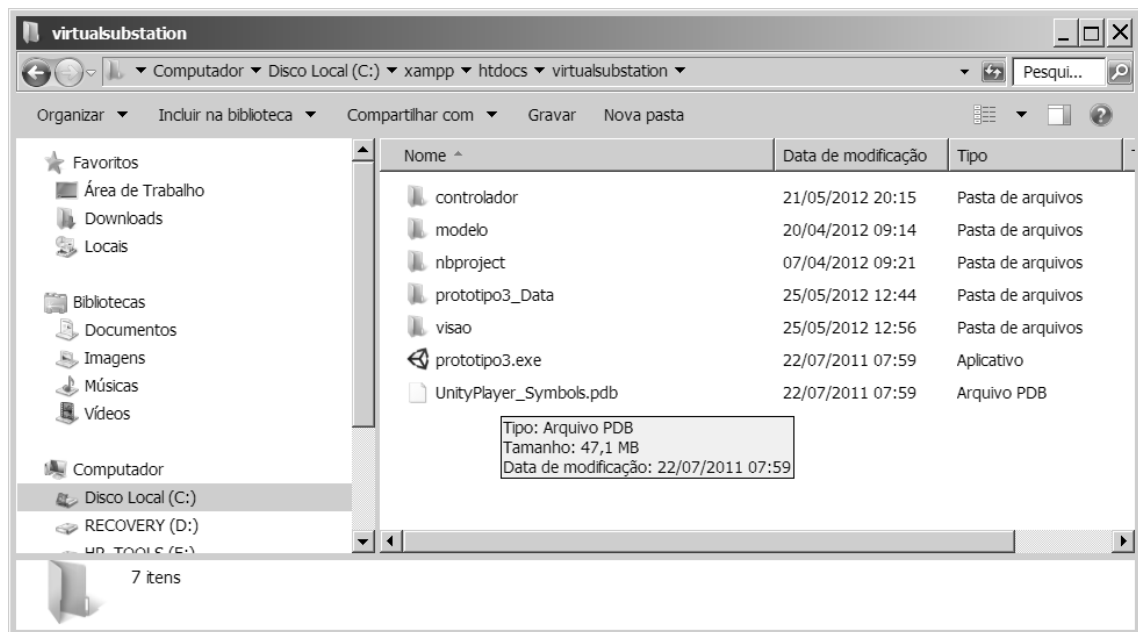 virtualsubstation
Computador Disco Local (C:) xampp htdocs virtualsubstation Pesqui...
Organizar Incluir na biblioteca Compartilhar com Gravar Nova pasta
Favoritos
Área de Trabalho
Downloads
Locais
Bibliotecas
Documentos
Imagens
Músicas
Vídeos
Computador
Disco Local (C:)
RECOVERY (D:)
HP_TOOLS (E:)
Nome Data de modificação Tipo
controlador 21/05/2012 20:15 Pasta de arquivos
modelo 20/04/2012 09:14 Pasta de arquivos
nbproject 07/04/2012 09:21 Pasta de arquivos
prototipo3_Data 25/05/2012 12:44 Pasta de arquivos
visao 25/05/2012 12:56 Pasta de arquivos
prototipo3.exe 22/07/2011 07:59 Aplicativo
UnityPlayer_Symbols.pdb 22/07/2011 07:59 Arquivo PDB
Tipo: Arquivo PDB
Tamanho: 47,1 MB
Data de modificação: 22/07/2011 07:59
7 itens